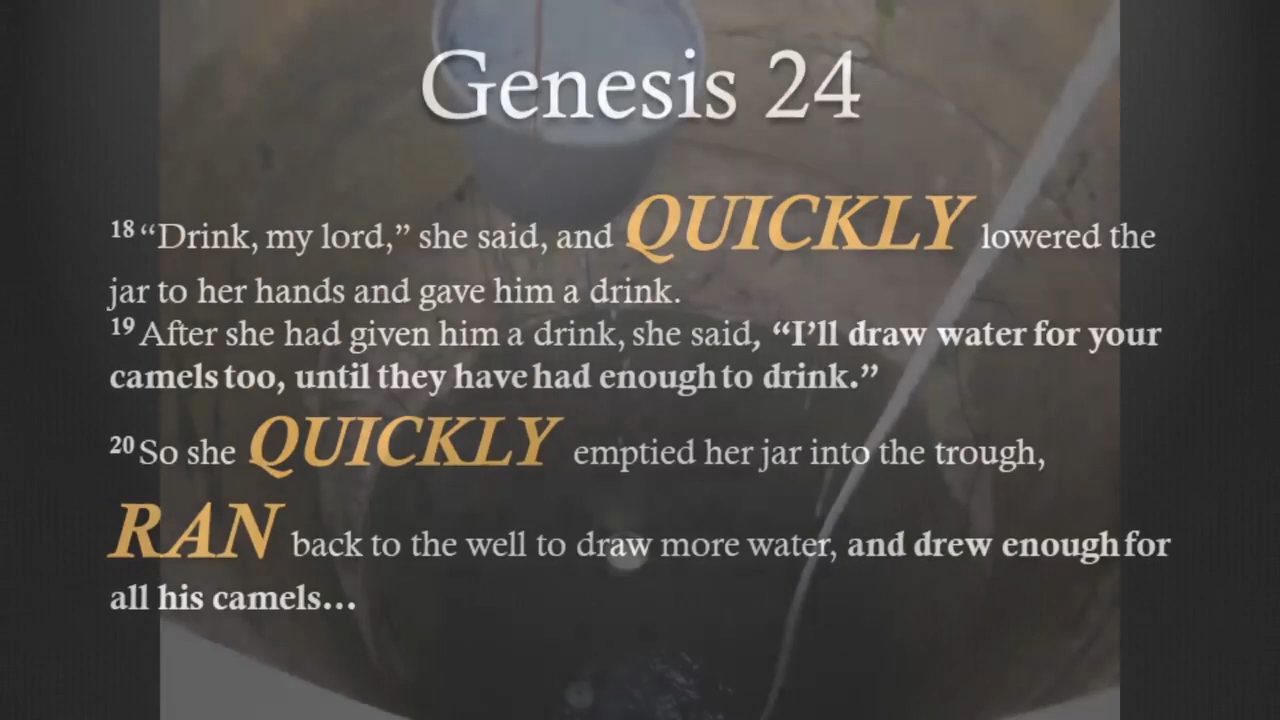 Genesis 24
18 “Drink, my lord,” she said, and QUICKLY lowered the
jar to her hands and gave him a drink.
19 After she had given him a drink, she said, “I’ll draw water for your
camels too, until they have had enough to drink.”
20 So she QUICKLY emptied her jar into the trough,
RAN back to the well to draw more water, and drew enough for
all his camels…